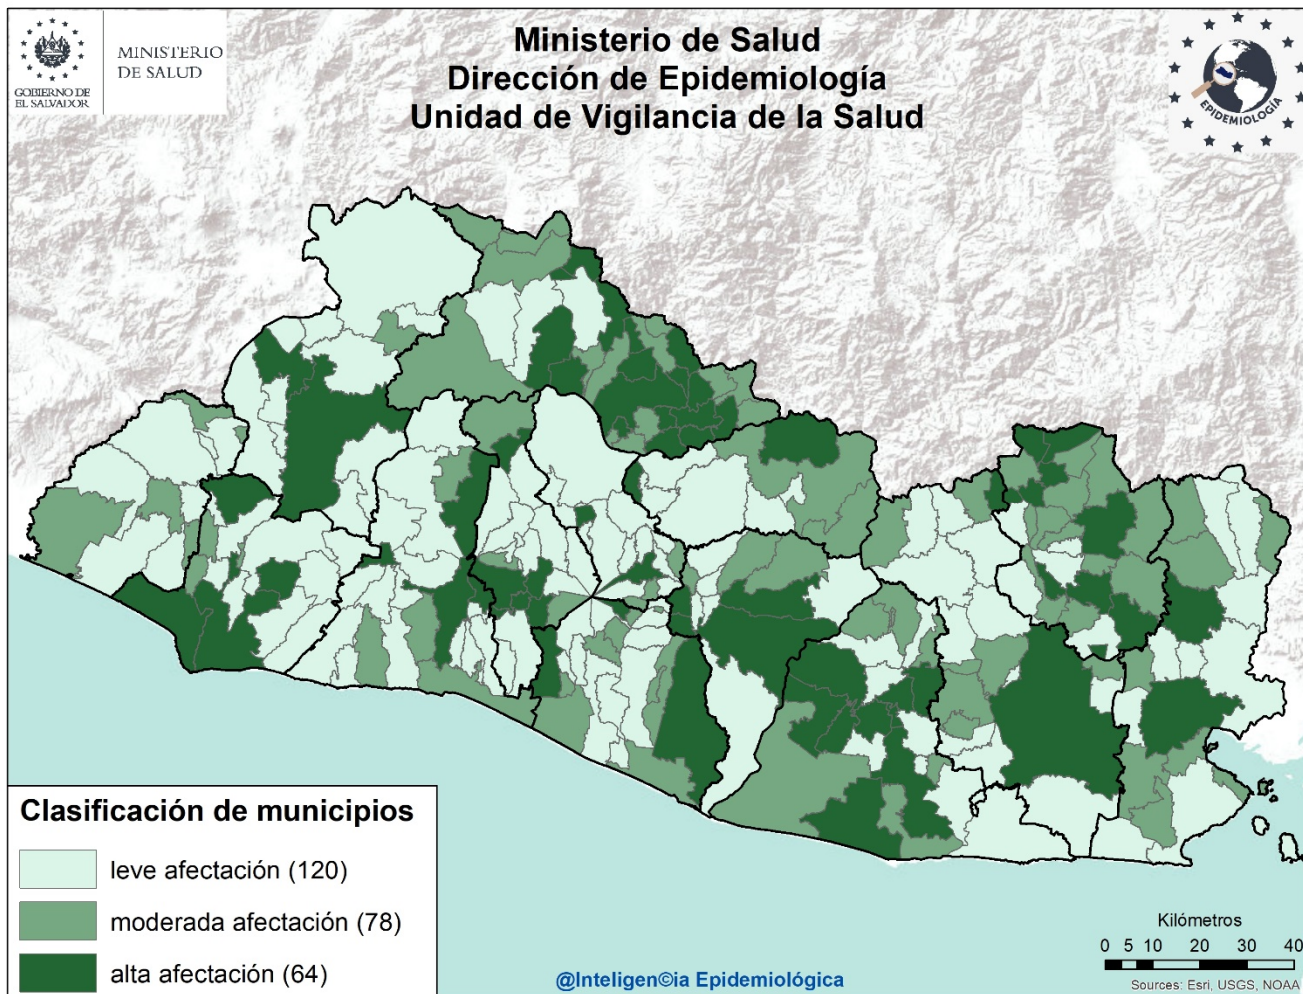 GOBIERNO DE
EL SALVADOR
MINISTERIO
DE SALUD
Ministerio de Salud
Dirección de Epidemiología
Unidad de Vigilancia de la Salud
EPIDEMIOLOGÍA
Clasificación de municipios
leve afectación (120)
moderada afectación (78)
alta afectación (64)
@Inteligen©ia Epidemiológica
Kilómetros
0 5 10 20 30 40
Sources: Esri, USGS, NOAA